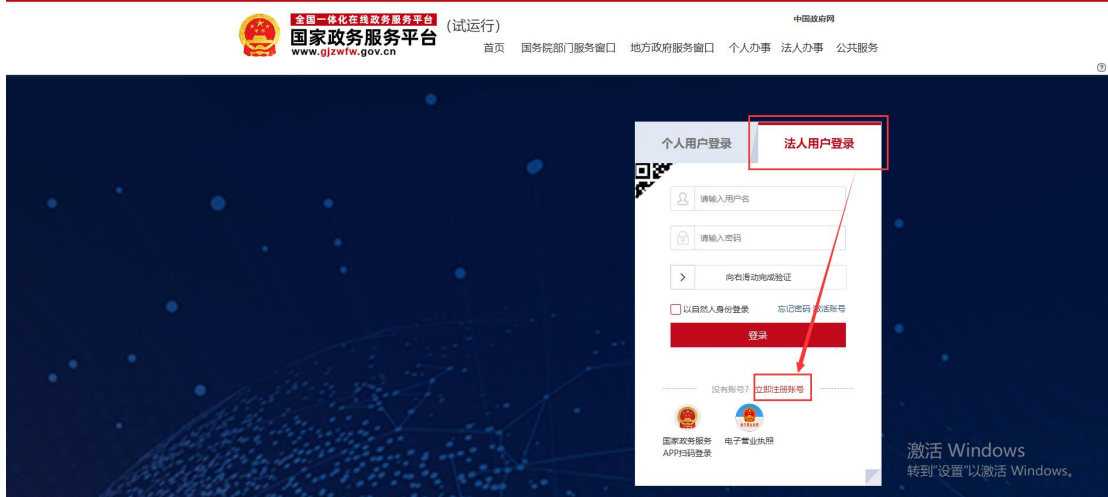 全国一体化在线政务服务平台
国家政务服务平台
www.gjzwfw.gov.cn
(试运行)
中国政府网
首页 国务院部门服务窗口 地方政府服务窗口 个人办事 法人办事 公共服务
个人用户登录 法人用户登录
请输入用户名
请输入密码
> 向右滑动完成验证
以自然人身份登录 忘记密码 激活账号
登录
没有账号? 立即注册账号
国家政务服务 电子营业执照
APP扫码登录
激活 Windows
转到"设置"以激活 Windows。